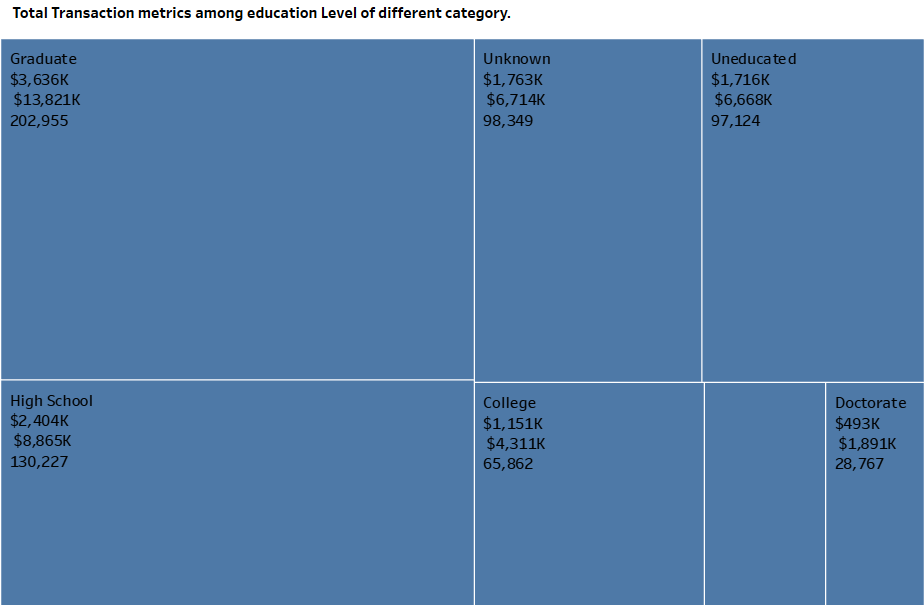 Total Transaction metrics among education Level of different category.
Graduate
$3,636K
$13,821K
202,955
Unknown
$1,763K
$6,714K
98,349
Uneducated
$1,716K
$6,668K
97,124
High School
$2,404K
$8,865K
130,227
College
$1,151K
$4,311K
65,862
Doctorate
$493K
$1,891K
28,767